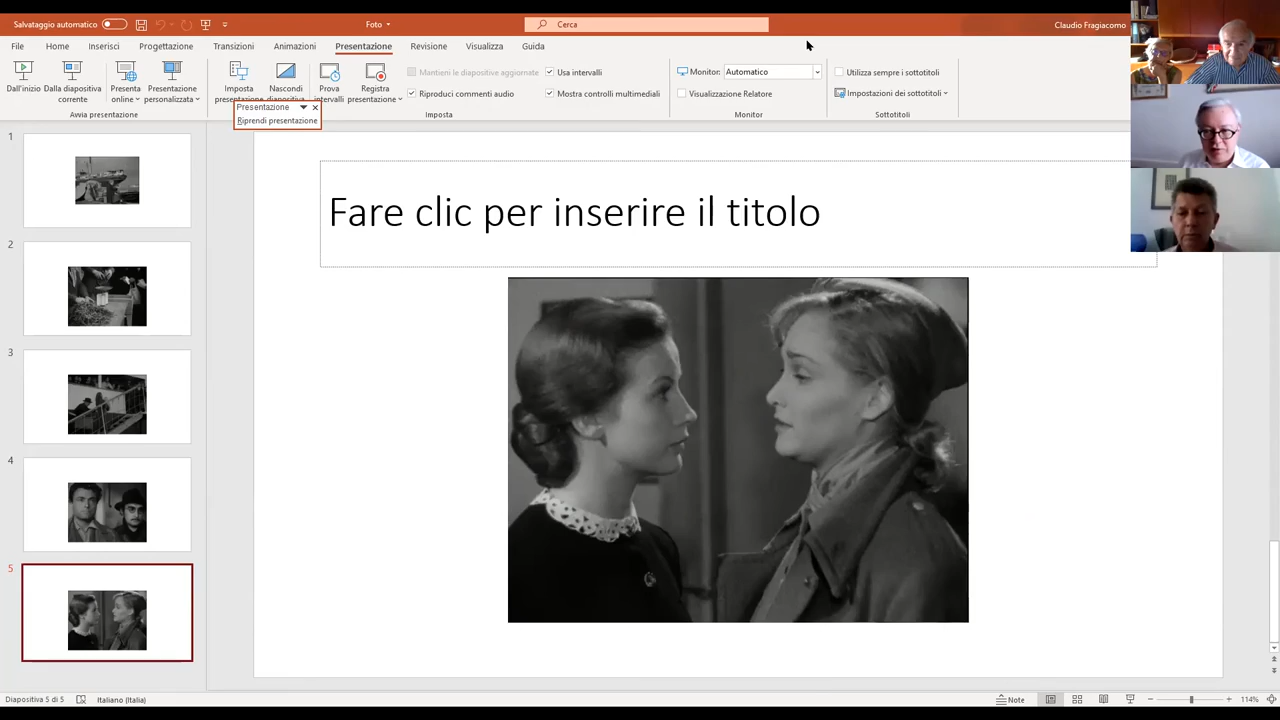 Salvataggio automatico
Foto
Cerca
Claudio Fragiacomo
File Home Inserisci Progettazione Transizioni Animazioni Presentazione Revisione Visualizza Guida
Dall'inizio
Dalla diapositiva corrente
Presenta online
Presentazione personalizzata
Avvia presentazione
Imposta presentazione
Nascondi diapositiva
Prova intervalli
Registra presentazione
Mantieni le diapositive aggiornate
Riproduci commenti audio
Usa intervalli
Mostra controlli multimediali
Imposta
Monitor: Automatico
Visualizzazione Relatore
Monitor
Utilizza sempre i sottotitoli
Impostazioni dei sottotitoli
Sottotitoli
Presentazione
Riprendi presentazione
1
2
3
4
5
Fare clic per inserire il titolo
Diapositiva 5 di 5
Italiano (Italia)
Note
114%